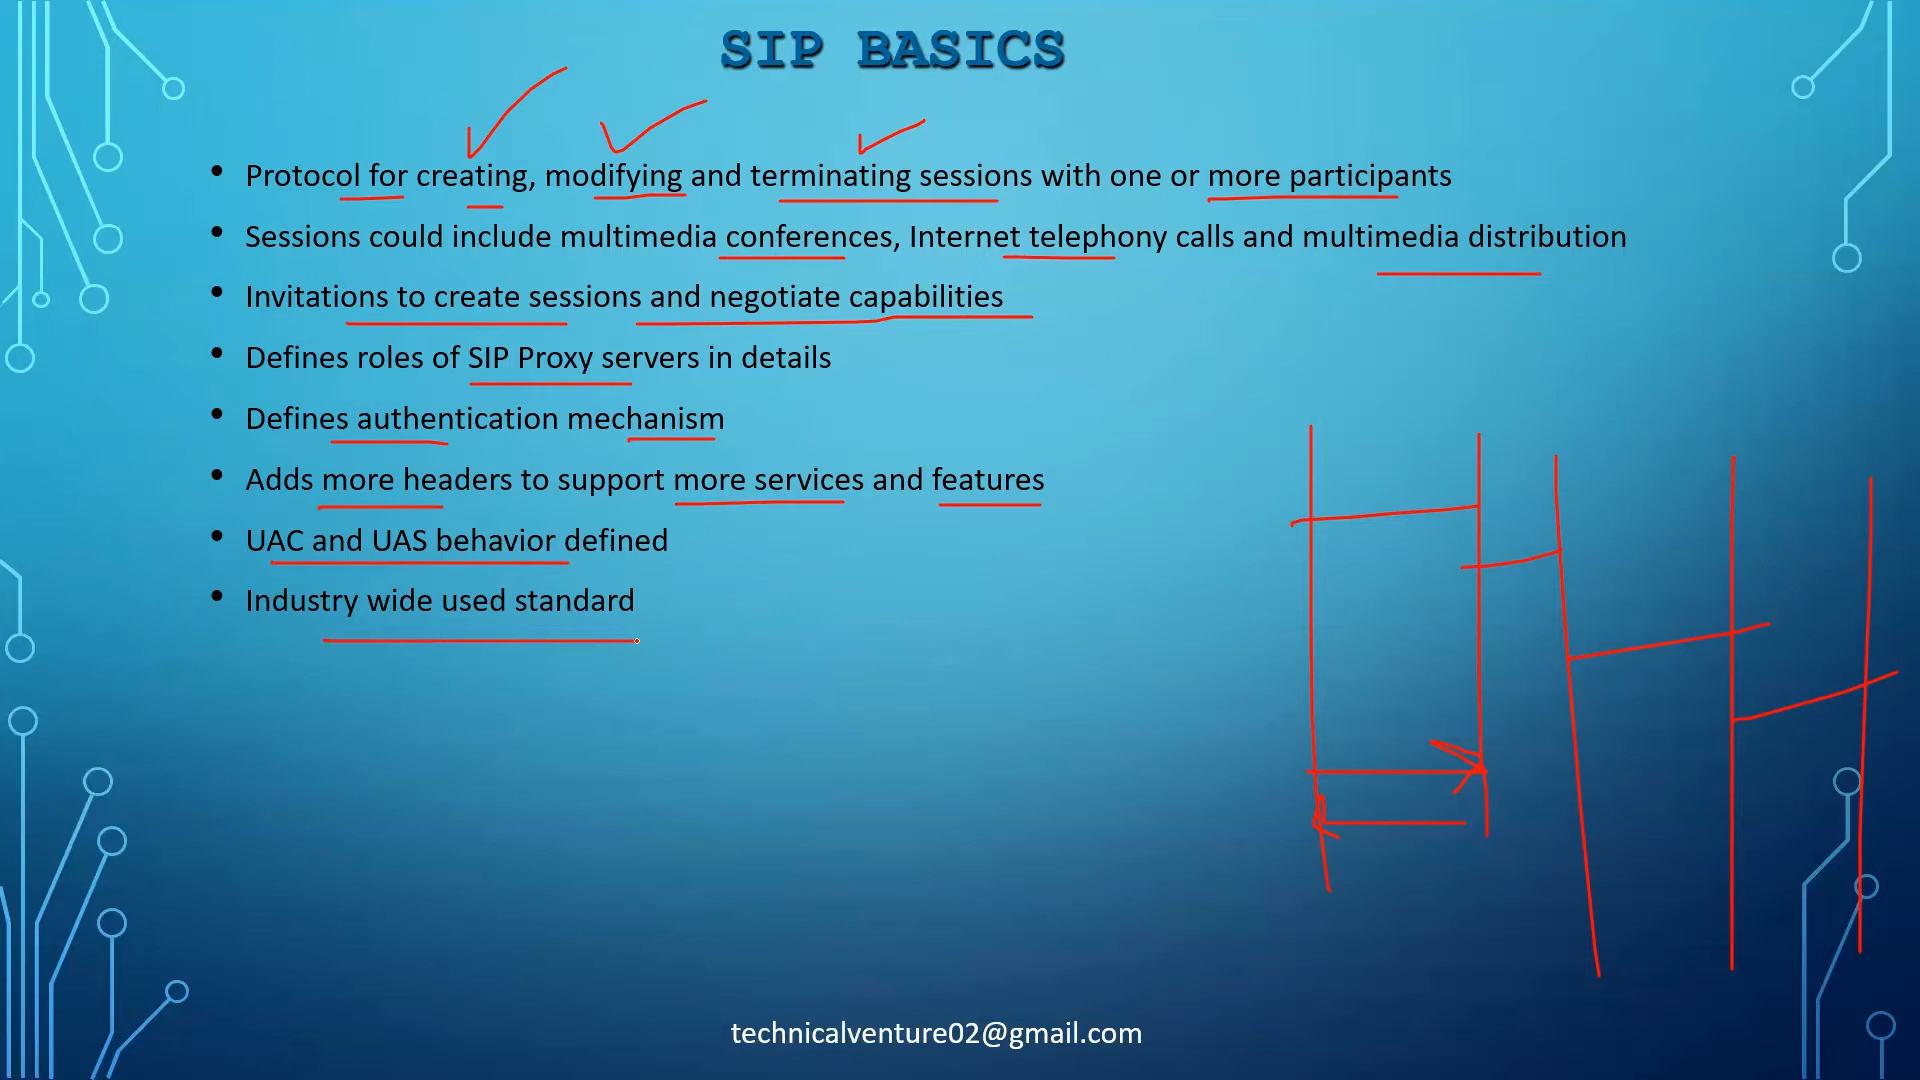 SIP BASICS
• Protocol for creating, modifying and terminating sessions with one or more participants
• Sessions could include multimedia conferences, Internet telephony calls and multimedia distribution
• Invitations to create sessions and negotiate capabilities
• Defines roles of SIP Proxy servers in details
• Defines authentication mechanism
• Adds more headers to support more services and features
• UAC and UAS behavior defined
• Industry wide used standard
technicalventure02@gmail.com